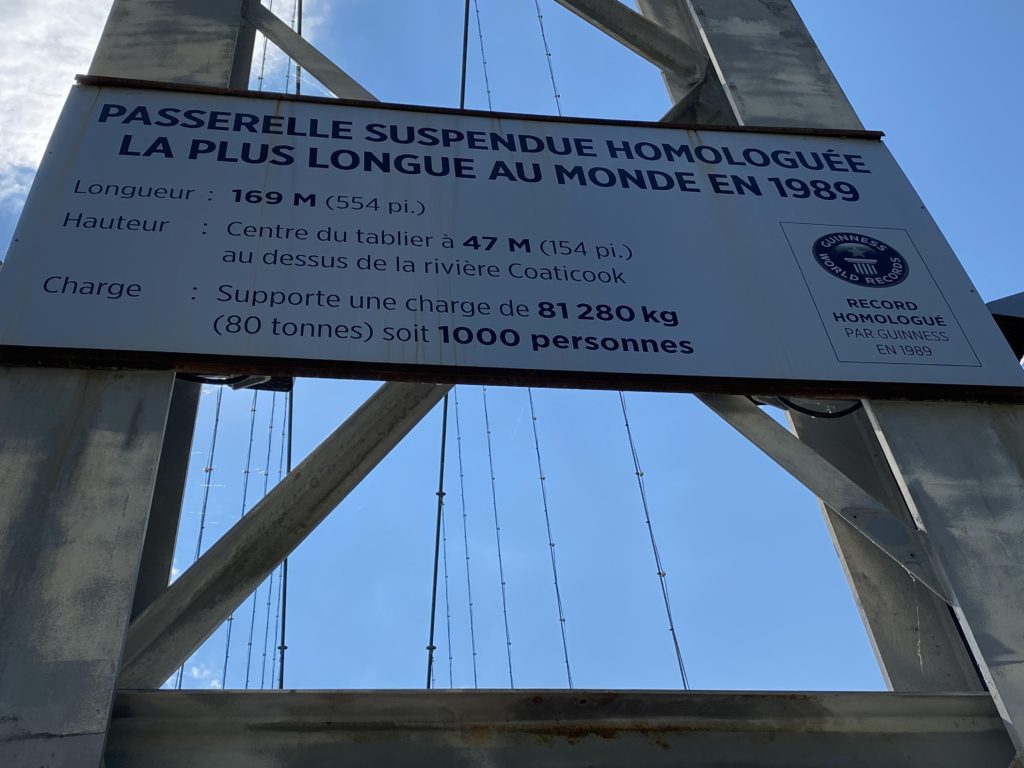 PASSERELLE SUSPENDUE HOMOLOGUÉE
LA PLUS LONGUE AU MONDE EN 1989
Longueur : 169 M (554 pi.)
Hauteur : Centre du tablier à 47 M (154 pi.)
au dessus de la rivière Coaticook
Charge : Supporte une charge de 81 280 kg
(80 tonnes) soit 1000 personnes
GUINNESS
WORLD RECORDS
RECORD
HOMOLOGUÉ
PAR GUINNESS
EN 1989